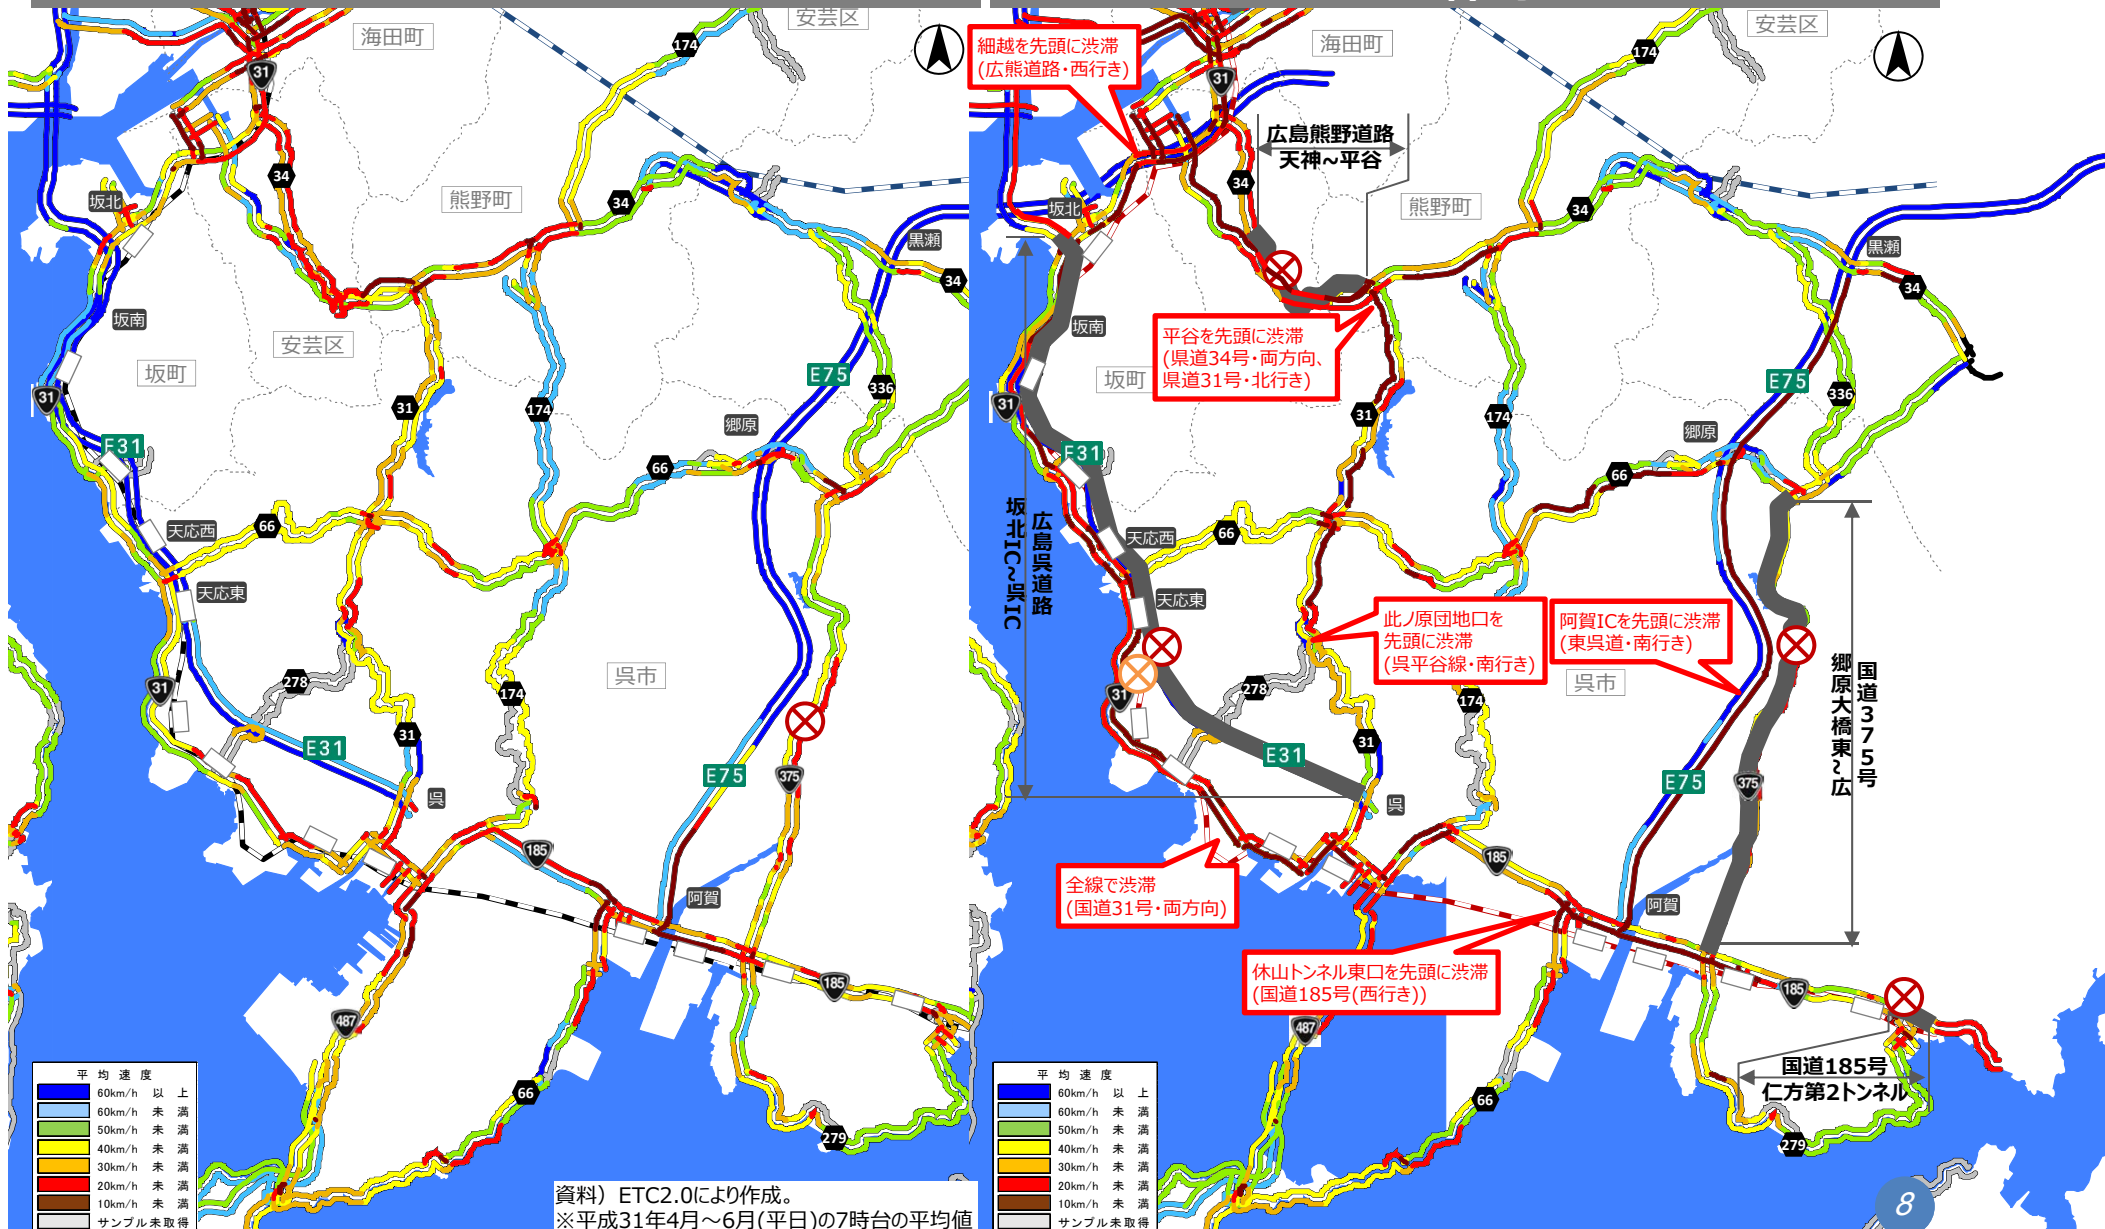 安芸区
海田町
174
31
34
坂北
熊野町
34
黒瀬
34
坂南
安芸区
坂町
E75
336
31
31
174
郷原
E31
66
天応西
66
天応東
呉市
278
31
174
31
E31
呉
E75
375
185
阿賀
185
487
66
279
平均速度
60km/h 以上
60km/h 未満
50km/h 未満
40km/h 未満
30km/h 未満
20km/h 未満
10km/h 未満
サンプル未取得
資料）ETC2.0により作成。
※平成31年4月～6月(平日)の7時台の平均値
細越を先頭に渋滞
(広熊道路・西行き)
海田町
安芸区
174
31
広島熊野道路
天神~平谷
34
坂北
熊野町
34
黒瀬
34
坂南
平谷を先頭に渋滞
(県道34号・両方向、
県道31号・北行き)
坂町
E75
336
31
31
174
郷原
E31
66
広島呉道路
坂北IC~呉IC
天応西
66
天応東
此ノ原団地口を
先頭に渋滞
(呉平谷線・南行き)
阿賀ICを先頭に渋滞
(東呉道・南行き)
国道375号
郷原大橋東~広
呉市
278
174
31
31
E31
E75
375
呉
全線で渋滞
(国道31号・両方向)
185
阿賀
休山トンネル東口を先頭に渋滞
(国道185号(西行き))
185
487
国道185号
仁方第2トンネル
66
279
平均速度
60km/h 以上
60km/h 未満
50km/h 未満
40km/h 未満
30km/h 未満
20km/h 未満
10km/h 未満
サンプル未取得
8